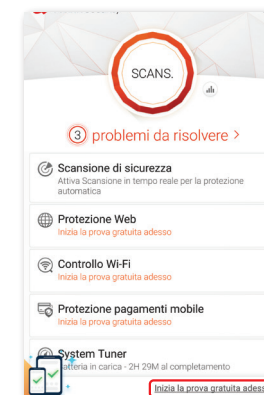 SCANS.
3 problemi da risolvere >
Scansione di sicurezza
Attiva Scansione in tempo reale per la protezione
automatica
Protezione Web
Inizia la prova gratuita adesso
Controllo Wi-Fi
Inizia la prova gratuita adesso
Protezione pagamenti mobile
Inizia la prova gratuita adesso
System Tuner
atteria in carica - 2H 29M al completamento
Inizia la prova gratuita adess